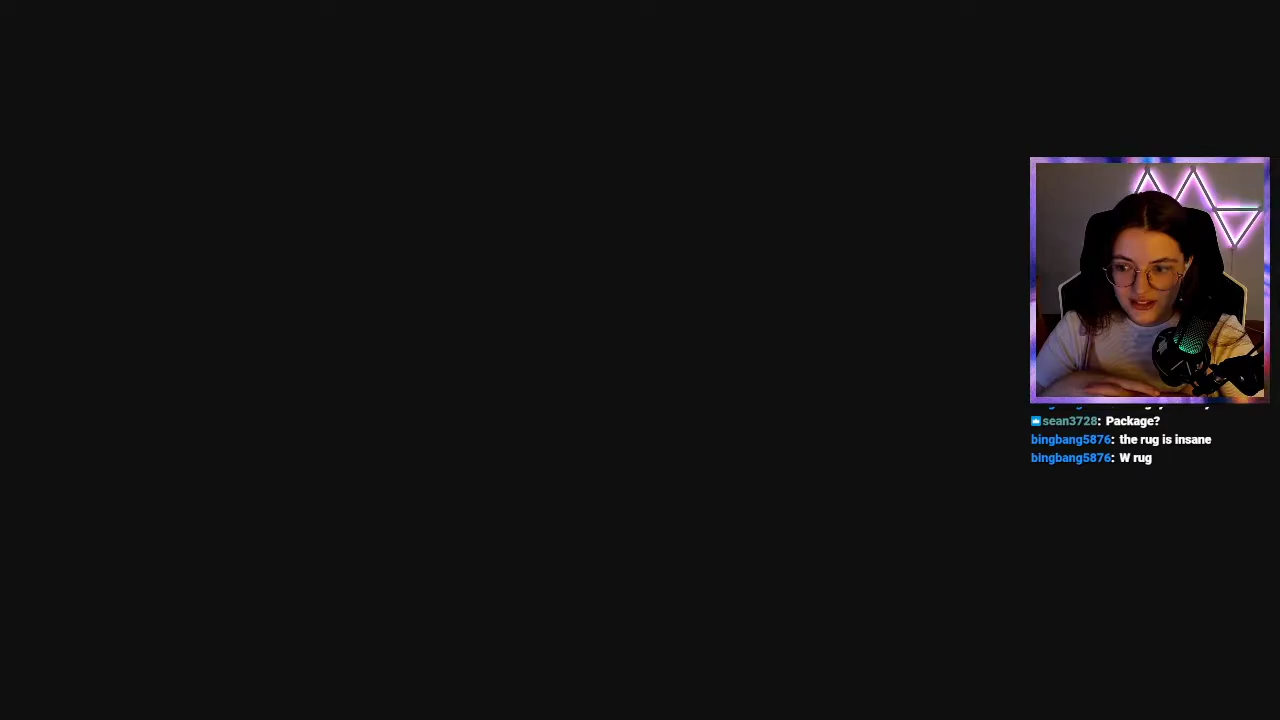 sean3728: Package?
bingbang5876: the rug is insane
bingbang5876: W rug